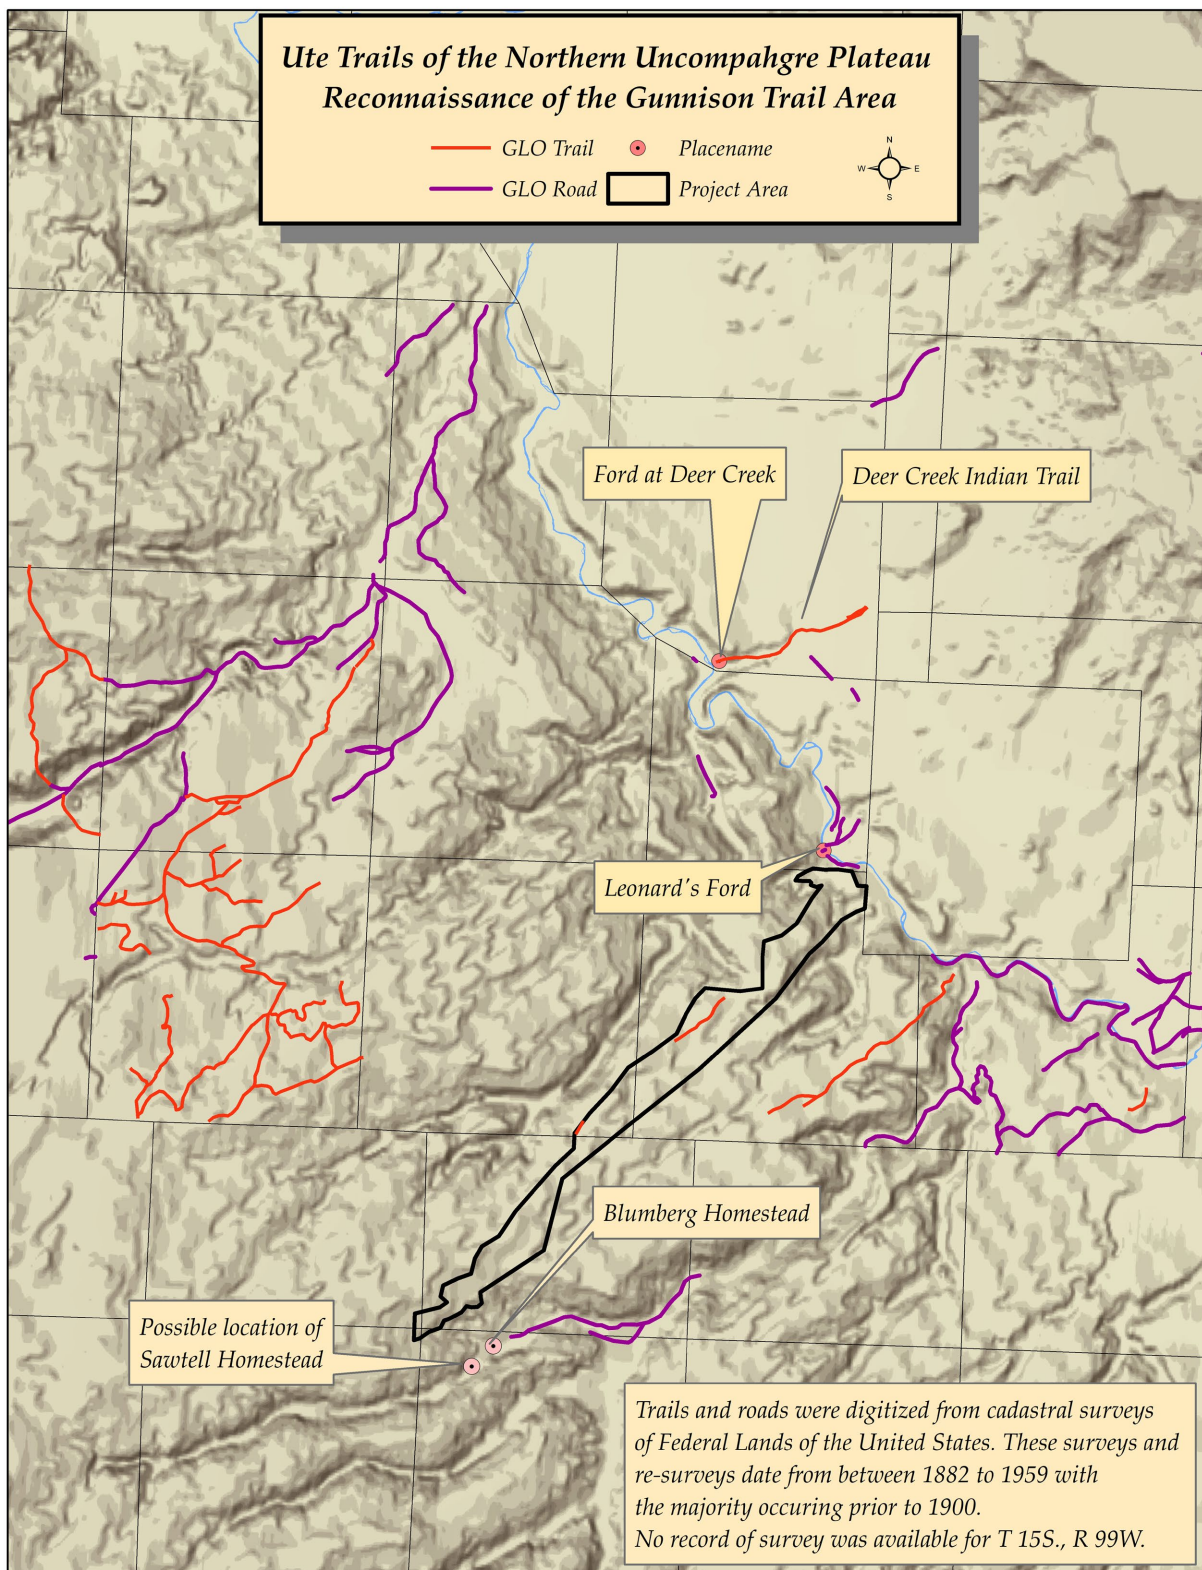 Ute Trails of the Northern Uncompahgre Plateau
Reconnaissance of the Gunnison Trail Area
GLO Trail
Placename
GLO Road
Project Area
N
W E
S
Ford at Deer Creek
Deer Creek Indian Trail
Leonard's Ford
Blumberg Homestead
Possible location of
Sawtell Homestead
Trails and roads were digitized from cadastral surveys
of Federal Lands of the United States. These surveys and
re-surveys date from between 1882 to 1959 with
the majority occuring prior to 1900.
No record of survey was available for T 15S., R 99W.